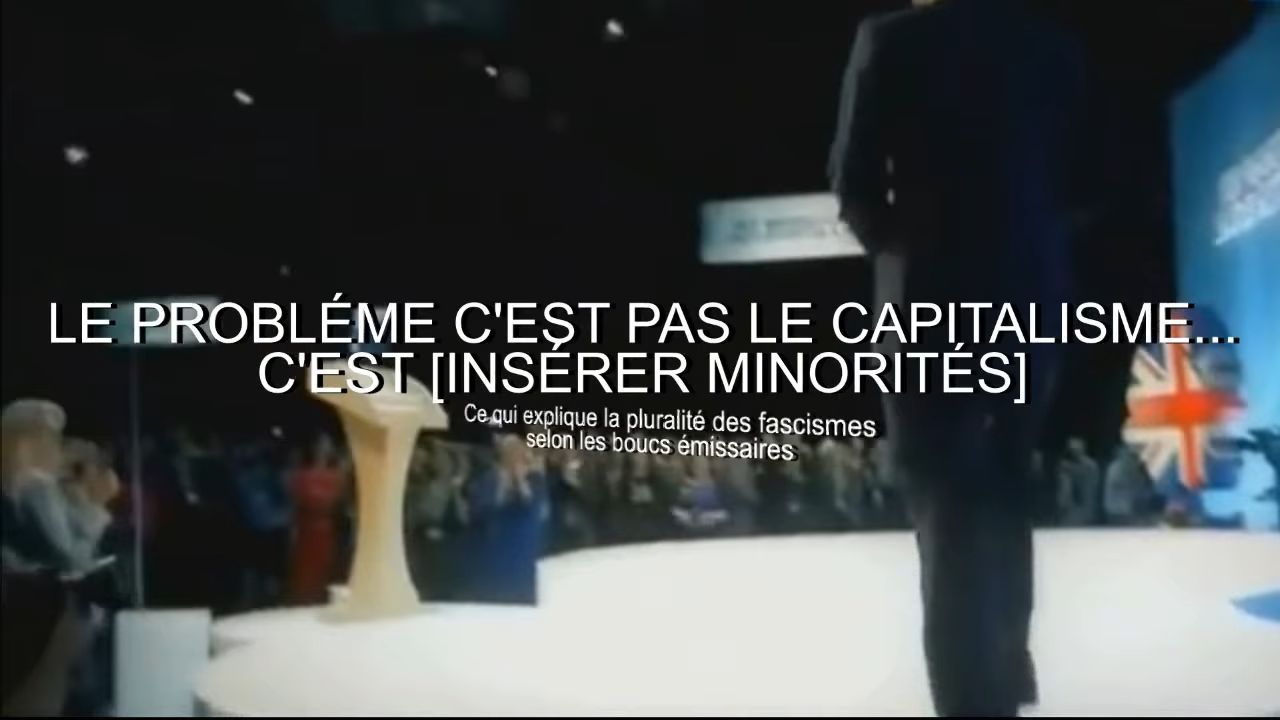 LE PROBLÉME C'EST PAS LE CAPITALISME...
C'EST [INSÉRER MINORITÉS]
Ce qui explique la pluralité des fascismes
selon les boucs émissaires